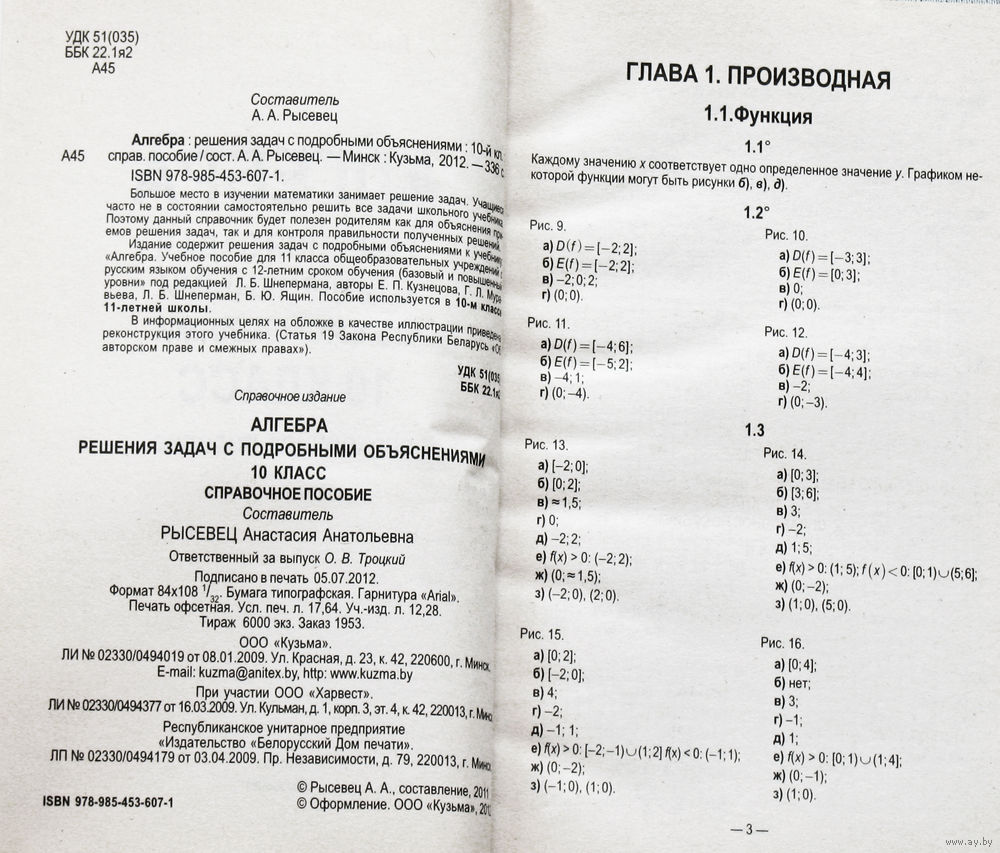 УДК 51(035)
ББК 22.1я2
А45
Составитель
А. А. Рысевец
Алгебра : решения задач с подробными объяснениями : 10-й кл.
А45 справ. пособие / сост. А. А. Рысевец. — Минск : Кузьма, 2012. — 336 с.
ISBN 978-985-453-607-1.
Большое место в изучении математики занимает решение задач. Учащиеся
часто не в состоянии самостоятельно решить все задачи школьного учебника.
Поэтому данный справочник будет полезен родителям как для объяснения при-
емов решения задач, так и для контроля правильности полученных решений.
Издание содержит решения задач с подробными объяснениями к учебнику
«Алгебра. Учебное пособие для 11 класса общеобразовательных учреждений с
русским языком обучения с 12-летним сроком обучения (базовый и повышенный
уровни» под редакцией Л. Б. Шнепермана, авторы Е. П. Кузнецова, Г. Л. Мура-
вьева, Л. Б. Шнеперман, Б. Ю. Ящин. Пособие используется в 10-м классе
11-летней школы.
В информационных целях на обложке в качестве иллюстрации приведена
реконструкция этого учебника. (Статья 19 Закона Республики Беларусь «Об
авторском праве и смежных правах»).
УДК 51(035)
ББК 22.1я2
Справочное издание
АЛГЕБРА
РЕШЕНИЯ ЗАДАЧ С ПОДРОБНЫМИ ОБЪЯСНЕНИЯМИ
10 КЛАСС
СПРАВОЧНОЕ ПОСОБИЕ
Составитель
РЫСЕВЕЦ Анастасия Анатольевна
Ответственный за выпуск О. В. Троцкий
Подписано в печать 05.07.2012.
Формат 84х108 1/32. Бумага типографская. Гарнитура «Arial».
Печать офсетная. Усл. печ. л. 17,64. Уч.-изд. л. 12,28.
Тираж 6000 экз. Заказ 1953.
ООО «Кузьма».
ЛИ № 02330/0494019 от 08.01.2009. Ул. Красная, д. 23, к. 42, 220600, г. Минск.
E-mail: kuzma@anitex.by, http: www.kuzma.by
При участии ООО «Харвест».
ЛИ № 02330/0494377 от 16.03.2009. Ул. Кульман, д. 1, корп. 3, эт. 4, к. 42, 220013, г. Минс
Республиканское унитарное предприятие
«Издательство «Белорусский Дом печати».
ЛП № 02330/0494179 от 03.04.2009. Пр. Независимости, д. 79, 220013, г. Минск.
© Рысевец А. А., составление, 2011
ISBN 978-985-453-607-1
© Оформление. ООО «Кузьма», 2012
ГЛАВА 1. ПРОИЗВОДНАЯ
1.1.Функция
1.1°
Каждому значению x соответствует одно определенное значение y. Графиком не-
которой функции могут быть рисунки б), в), д).
1.2°
Рис. 9.
а) D(f)=[−2;2];
б) E(f)=[−2;2];
в) −2; 0; 2;
г) (0; 0).
Рис. 10.
а) D(f)=[−3;3];
б) E(f)=[0;3];
в) 0;
г) (0; 0).
Рис. 11.
а) D(f)=[−4;6];
б) E(f)=[−5;2];
в) −4; 1;
г) (0; −4).
Рис. 12.
а) D(f)=[−4;3];
б) E(f)=[−4;4];
в) −2;
г) (0; −3).
1.3
Рис. 13.
а) [−2;0];
б) [0;2];
в) ≈1,5;
г) 0;
д) −2; 2;
е) f(x) > 0: (−2; 2);
ж) (0; ≈1,5);
з) (−2; 0), (2; 0).
Рис. 14.
а) [0;3];
б) [3;6];
в) 3;
г) −2;
д) 1; 5;
е) f(x) > 0: (1; 5); f (x) < 0: [0; 1)∪(5;6];
ж) (0; −2);
з) (1; 0), (5; 0).
Рис. 15.
а) [0;2];
б) [−2;0];
в) 4;
г) −2;
д) −1; 1;
е) f(x) > 0: [−2; −1)∪(1; 2] f(x) < 0: (−1; 1);
ж) (0; −2);
з) (−1; 0), (1; 0).
Рис. 16.
а) [0;4];
б) нет;
в) 3;
г) −1;
д) 1;
е) f(x) > 0: [0; 1)∪(1; 4];
ж) (0; −1);
з) (1; 0).
— 3 —
www.ay.by